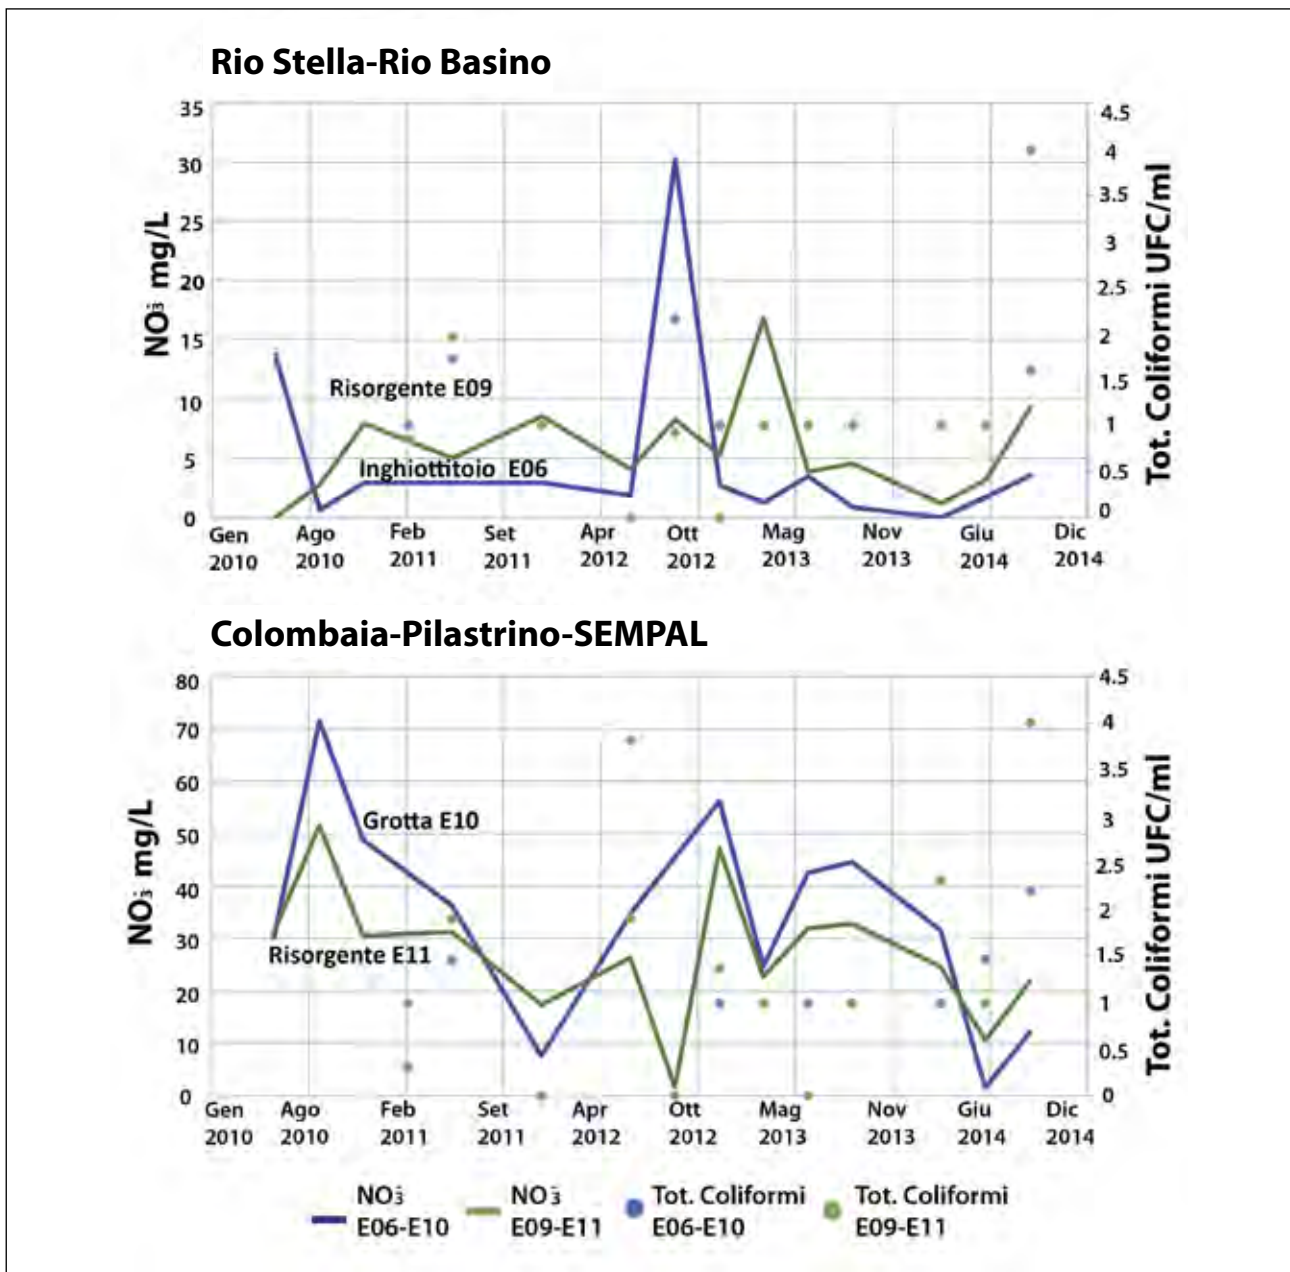 Rio Stella-Rio Basino
35
30
25
20
15
10
5
0
NO₃⁻ mg/L
4.5
4
3.5
3
2.5
2
1.5
1
0.5
0
Tot. Coliformi UFC/ml
Risorgente E09
Inghiottitoio E06
Gen Ago Feb Set Apr Ott Mag Nov Giu Dic
2010 2010 2011 2011 2012 2012 2013 2013 2014 2014
Colombaia-Pilastrino-SEMPAL
80
70
60
50
40
30
20
10
0
NO₃⁻ mg/L
4.5
4
3.5
3
2.5
2
1.5
1
0.5
0
Tot. Coliformi UFC/ml
Grotta E10
Risorgente E11
Gen Ago Feb Set Apr Ott Mag Nov Giu Dic
2010 2010 2011 2011 2012 2012 2013 2013 2014 2014
NO₃⁻ NO₃⁻ Tot. Coliformi Tot. Coliformi
E06-E10 E09-E11 E06-E10 E09-E11